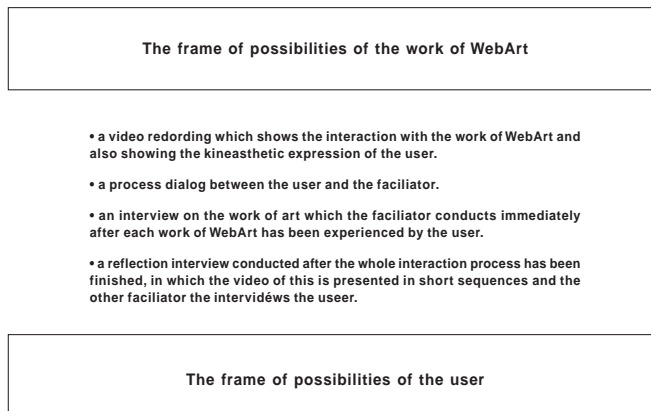 The frame of possibilities of the work of WebArt
• a video redording which shows the interaction with the work of WebArt and
also showing the kineasthetic expression of the user.
• a process dialog between the user and the faciliator.
• an interview on the work of art which the faciliator conducts immediately
after each work of WebArt has been experienced by the user.
• a reflection interview conducted after the whole interaction process has been
finished, in which the video of this is presented in short sequences and the
other faciliator the intervidéws the useer.
The frame of possibilities of the user